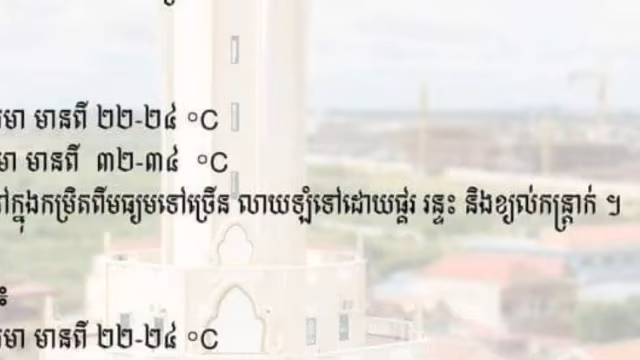 មា មានពី ២២-២៤ °C
មា មានពី ៣២-៣៤ °C
ក្នុងកម្រិតពីមធ្យមទៅច្រើន លាយឡំទៅដោយផ្គរ រន្ទះ និងខ្យល់កន្ត្រាក់ ។
មា មានពី ២២-២៤ °C